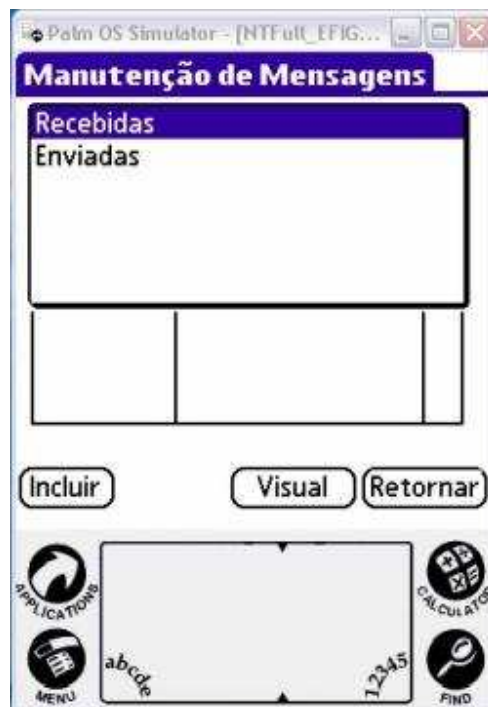 Palm OS Simulator - [NTFull_EFIG...
Manutenção de Mensagens
Recebidas
Enviadas
Incluir
Visual
Retornar
APPLICATIONS
CALCULATOR
MENU
abcde
12345
FIND